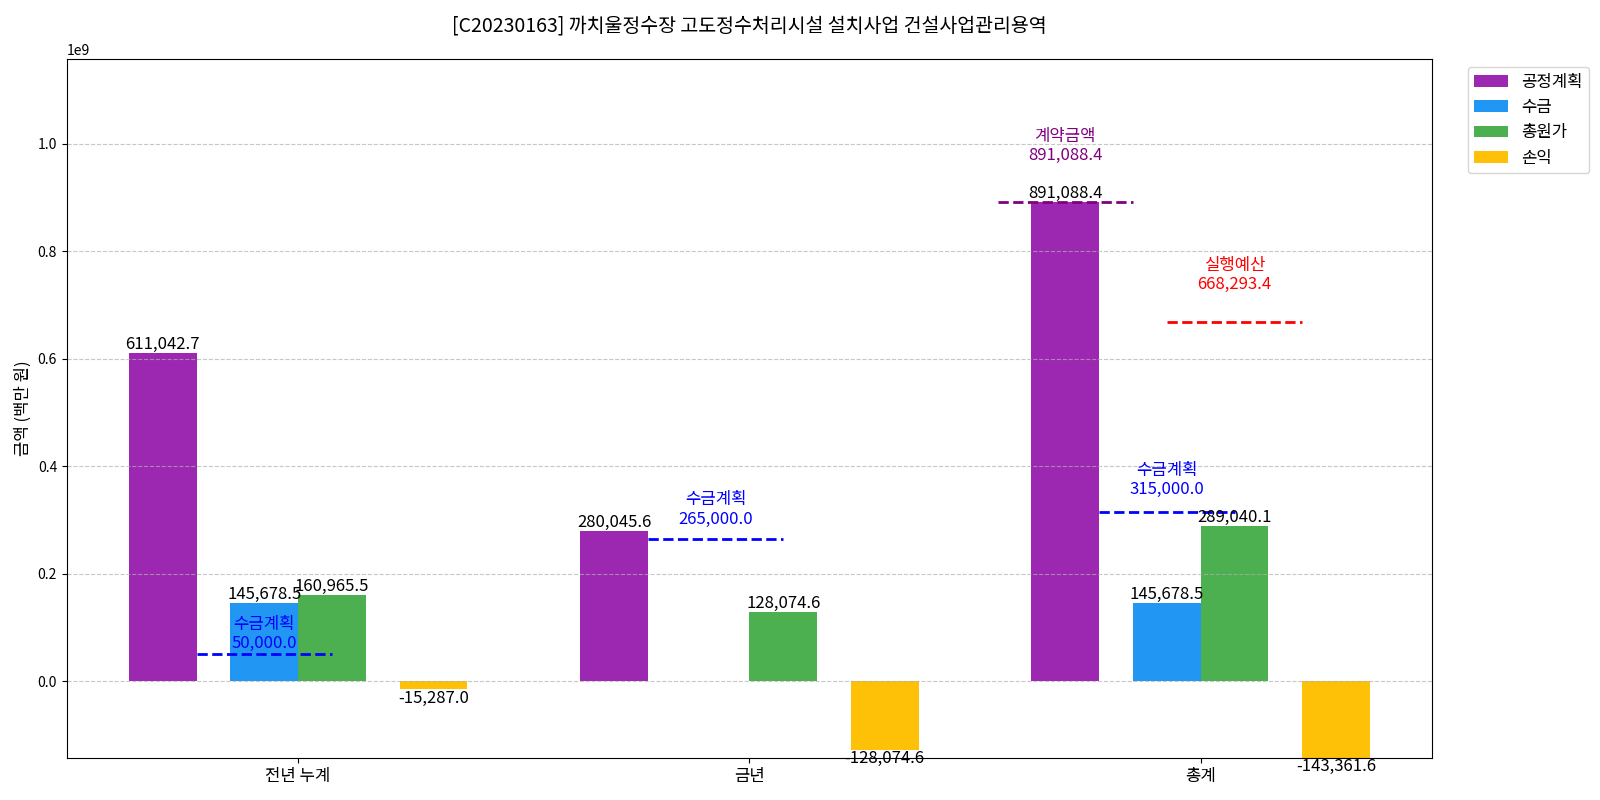 [C20230163] 까치울정수장 고도정수처리시설 설치사업 건설사업관리용역
1e9
공정계획
수금
총원가
손익
금액 (백만 원)
1.0
0.8
0.6
0.4
0.2
0.0
611,042.7
145,678.5
160,965.5
수금계획
50,000.0
-15,287.0
280,045.6
수금계획
265,000.0
128,074.6
-128,074.6
계약금액
891,088.4
891,088.4
실행예산
668,293.4
수금계획
315,000.0
289,040.1
145,678.5
-143,361.6
전년 누계
금년
총계